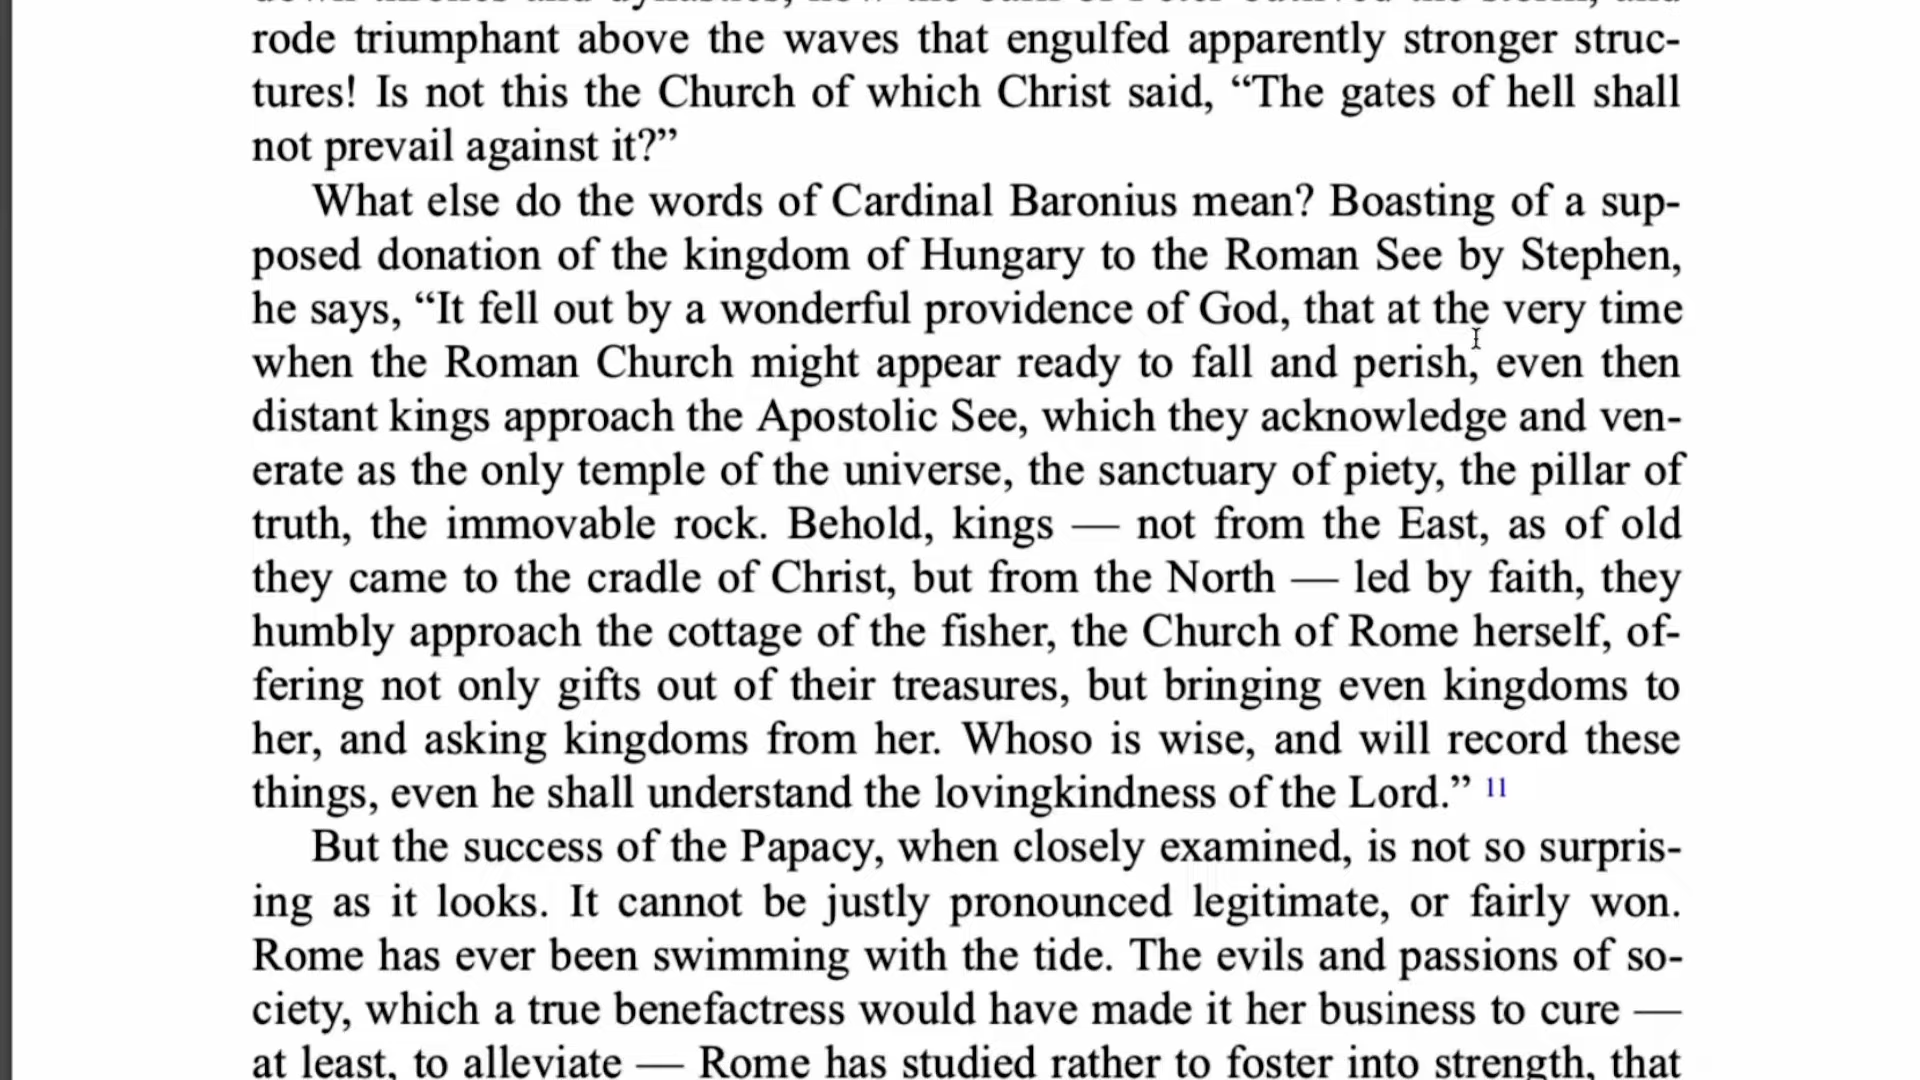 rode triumphant above the waves that engulfed apparently stronger struc-
tures! Is not this the Church of which Christ said, “The gates of hell shall
not prevail against it?”
What else do the words of Cardinal Baronius mean? Boasting of a sup-
posed donation of the kingdom of Hungary to the Roman See by Stephen,
he says, “It fell out by a wonderful providence of God, that at the very time
when the Roman Church might appear ready to fall and perish, even then
distant kings approach the Apostolic See, which they acknowledge and ven-
erate as the only temple of the universe, the sanctuary of piety, the pillar of
truth, the immovable rock. Behold, kings — not from the East, as of old
they came to the cradle of Christ, but from the North — led by faith, they
humbly approach the cottage of the fisher, the Church of Rome herself, of-
fering not only gifts out of their treasures, but bringing even kingdoms to
her, and asking kingdoms from her. Whoso is wise, and will record these
things, even he shall understand the lovingkindness of the Lord.” 11
But the success of the Papacy, when closely examined, is not so surpris-
ing as it looks. It cannot be justly pronounced legitimate, or fairly won.
Rome has ever been swimming with the tide. The evils and passions of so-
ciety, which a true benefactress would have made it her business to cure —
at least, to alleviate — Rome has studied rather to foster into strength, that